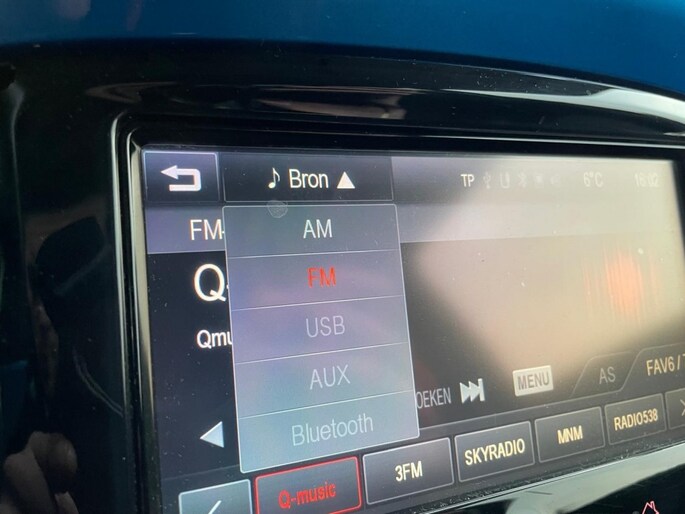 ♪ Bron ▲
TP 6°C
FM
AM
FM
USB
AUX
Bluetooth
Q
Qmu
OEKEN
MENU
AS
FAV6 /
Q-music
3FM
SKYRADIO
MNM
RADIO538